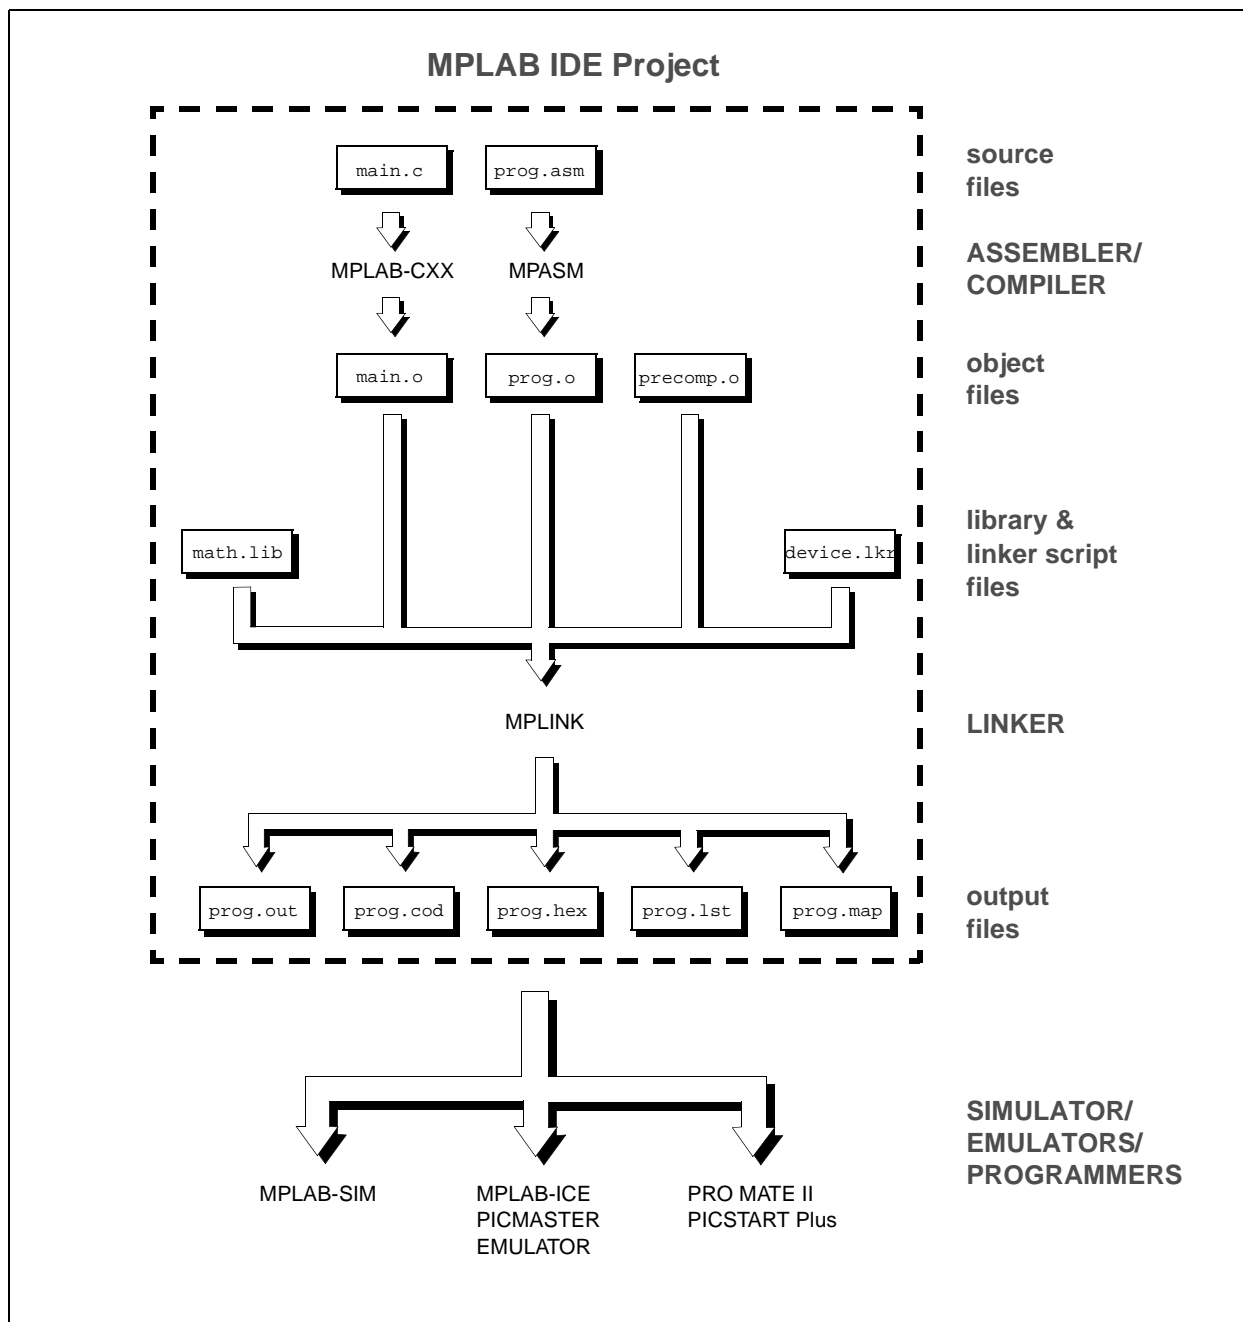 MPLAB IDE Project
main.c
prog.asm
source
files
MPLAB-CXX
MPASM
ASSEMBLER/
COMPILER
main.o
prog.o
precomp.o
object
files
math.lib
device.lkr
library &
linker script
files
MPLINK
LINKER
prog.out
prog.cod
prog.hex
prog.lst
prog.map
output
files
MPLAB-SIM
MPLAB-ICE
PICMASTER
EMULATOR
PRO MATE II
PICSTART Plus
SIMULATOR/
EMULATORS/
PROGRAMMERS